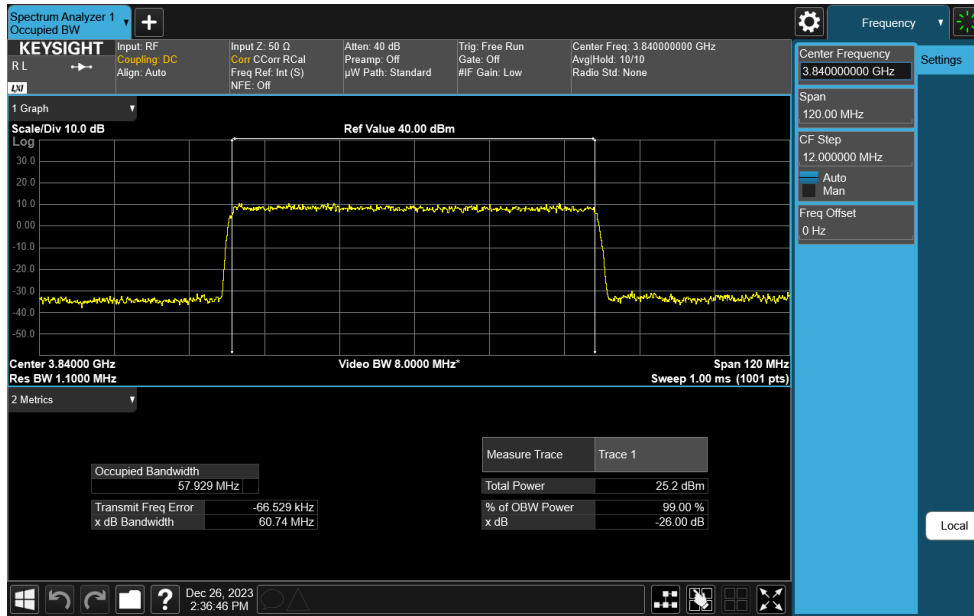 Spectrum Analyzer 1
Occupied BW
Frequency
KEYSIGHT
R L
LXI
Input: RF
Coupling: DC
Align: Auto
Input Z: 50 Ω
Corr CCorr RCal
Freq Ref: Int (S)
NFE: Off
Atten: 40 dB
Preamp: Off
µW Path: Standard
Trig: Free Run
Gate: Off
#IF Gain: Low
Center Freq: 3.840000000 GHz
Avg|Hold: 10/10
Radio Std: None
Center Frequency
3.840000000 GHz
Settings
Span
120.00 MHz
CF Step
12.000000 MHz
Auto
Man
Freq Offset
0 Hz
Local
1 Graph
Scale/Div 10.0 dB
Ref Value 40.00 dBm
Log
30.0
20.0
10.0
0.00
-10.0
-20.0
-30.0
-40.0
-50.0
Center 3.84000 GHz
Video BW 8.0000 MHz*
Span 120 MHz
Res BW 1.1000 MHz
Sweep 1.00 ms (1001 pts)
2 Metrics
Measure Trace Trace 1
Occupied Bandwidth
57.929 MHz
Total Power 25.2 dBm
Transmit Freq Error -66.529 kHz
% of OBW Power 99.00 %
x dB Bandwidth 60.74 MHz
x dB -26.00 dB
?
Dec 26, 2023
2:36:46 PM